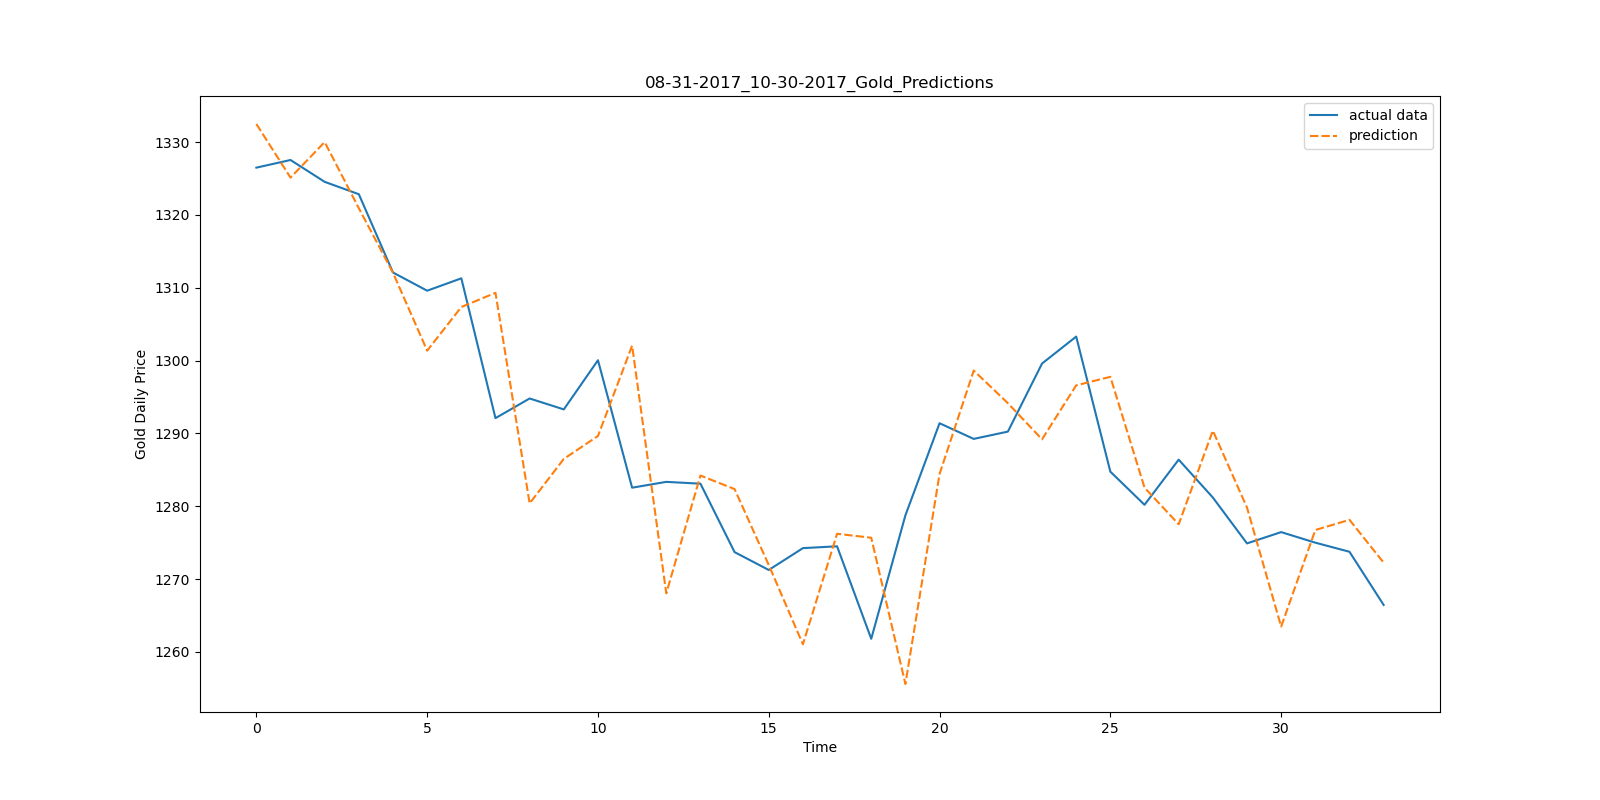 08-31-2017_10-30-2017_Gold_Predictions
actual data
prediction
Gold Daily Price
1330
1320
1310
1300
1290
1280
1270
1260
0 5 10 15 20 25 30
Time